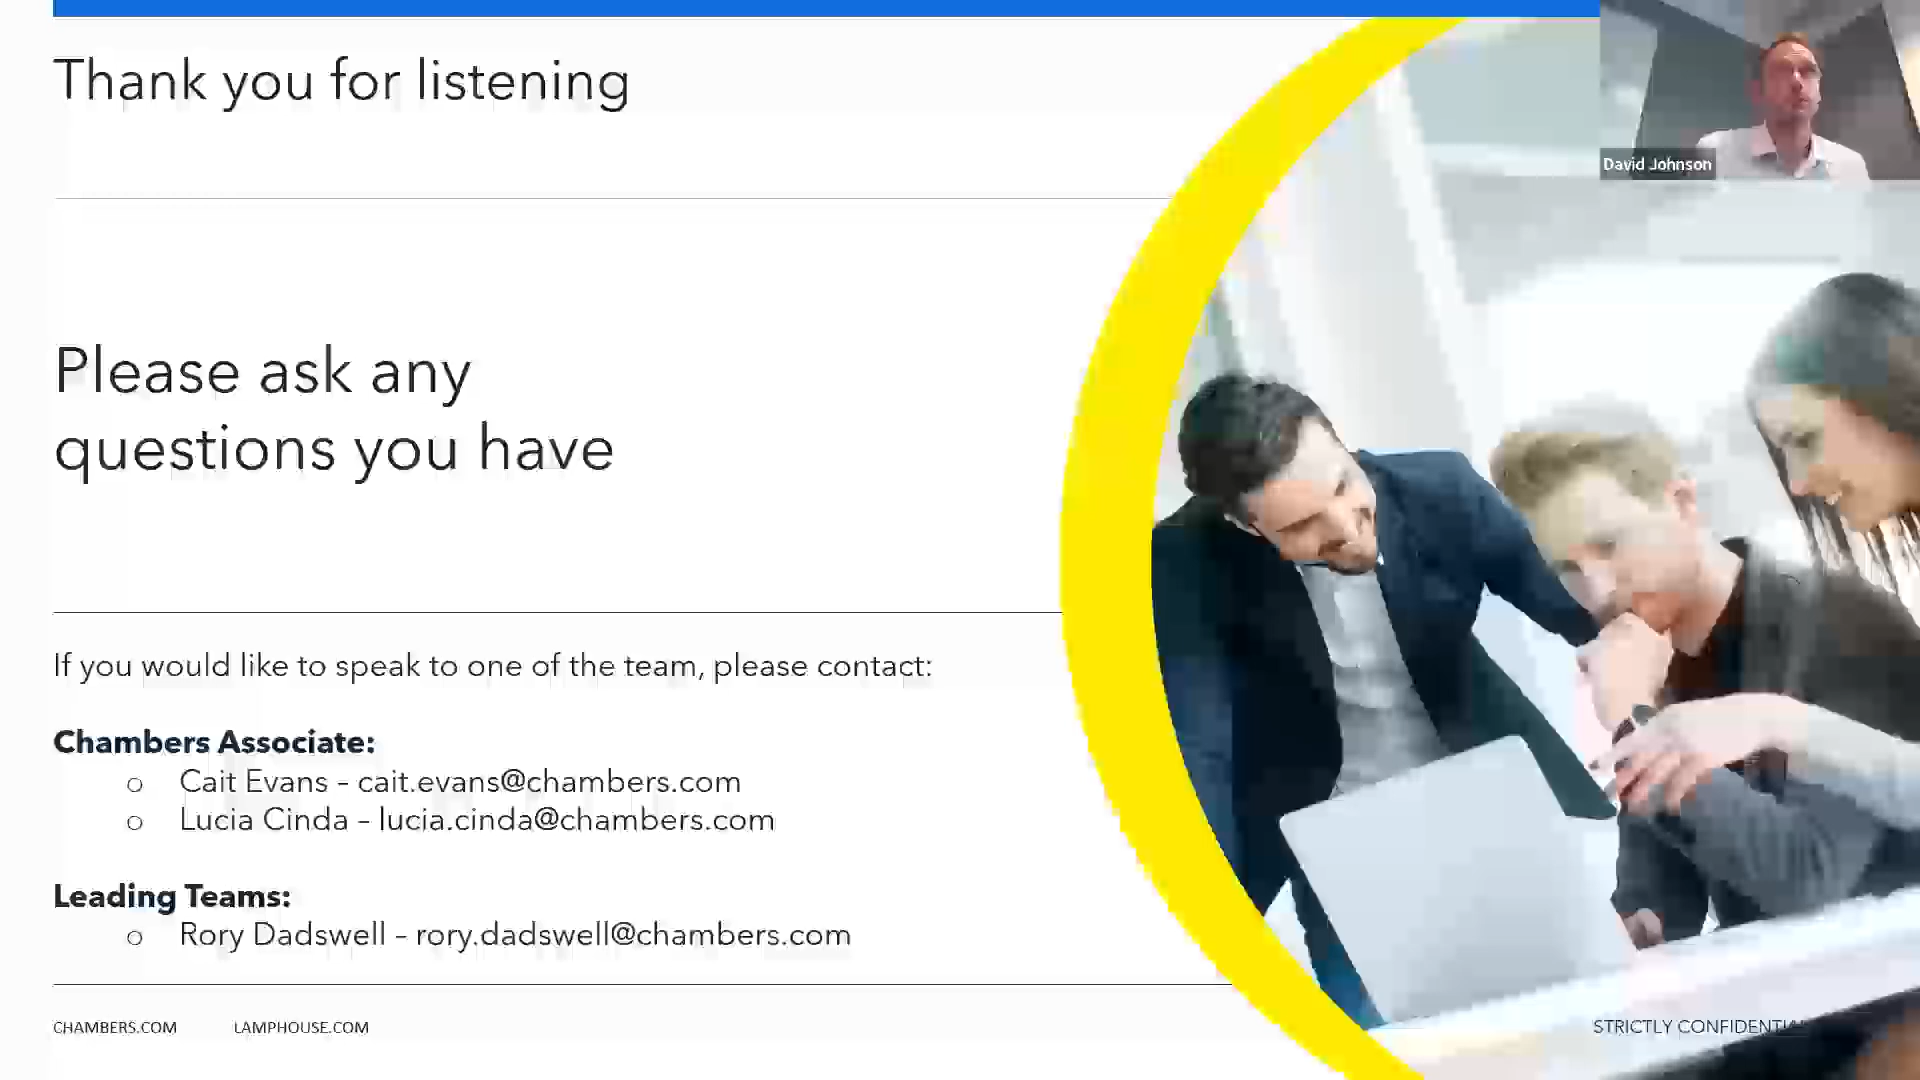 Thank you for listening
David Johnson
Please ask any
questions you have
If you would like to speak to one of the team, please contact:
Chambers Associate:
o Cait Evans – cait.evans@chambers.com
o Lucia Cinda – lucia.cinda@chambers.com
Leading Teams:
o Rory Dadswell – rory.dadswell@chambers.com
CHAMBERS.COM LAMPHOUSE.COM
STRICTLY CONFIDENTIAL